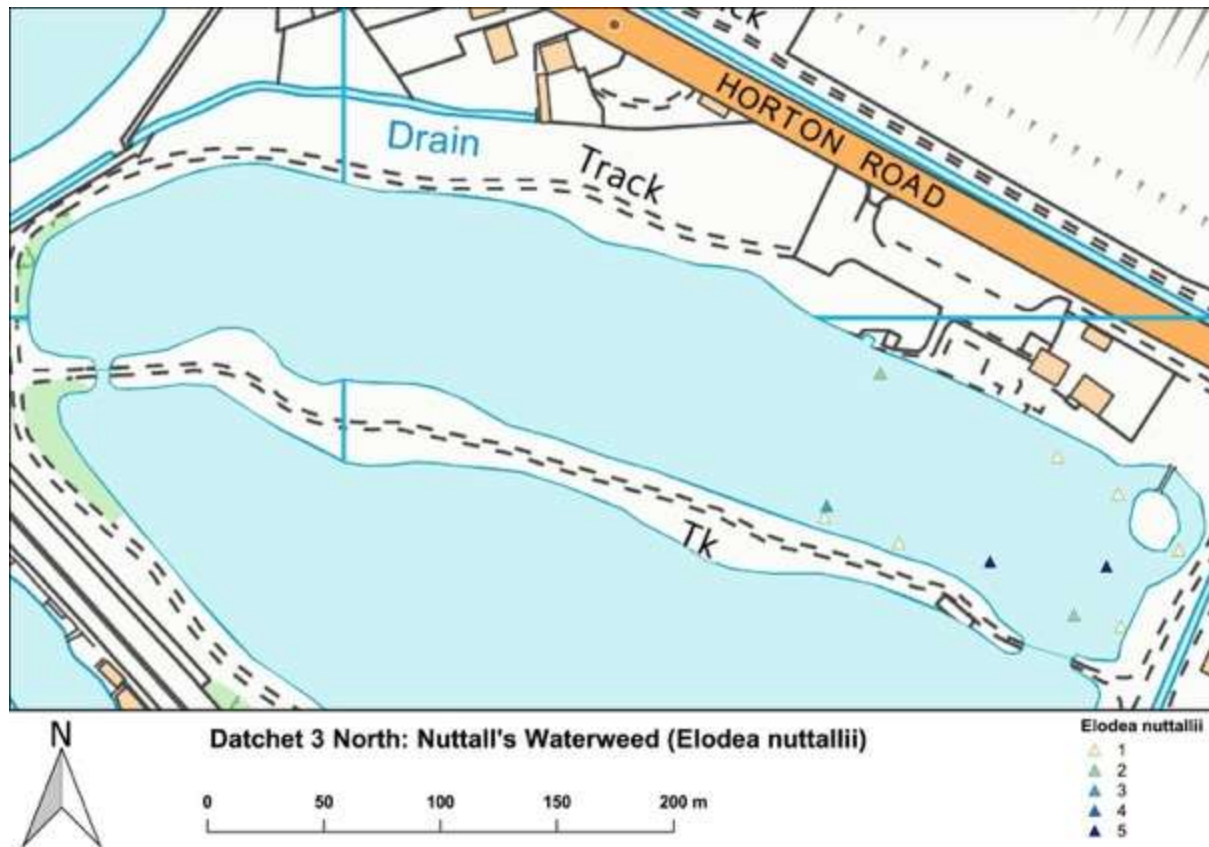 ck
HORTON ROAD
Drain
Track
Tk
N
Datchet 3 North: Nuttall's Waterweed (Elodea nuttallii)
0 50 100 150 200 m
Elodea nuttallii
1
2
3
4
5